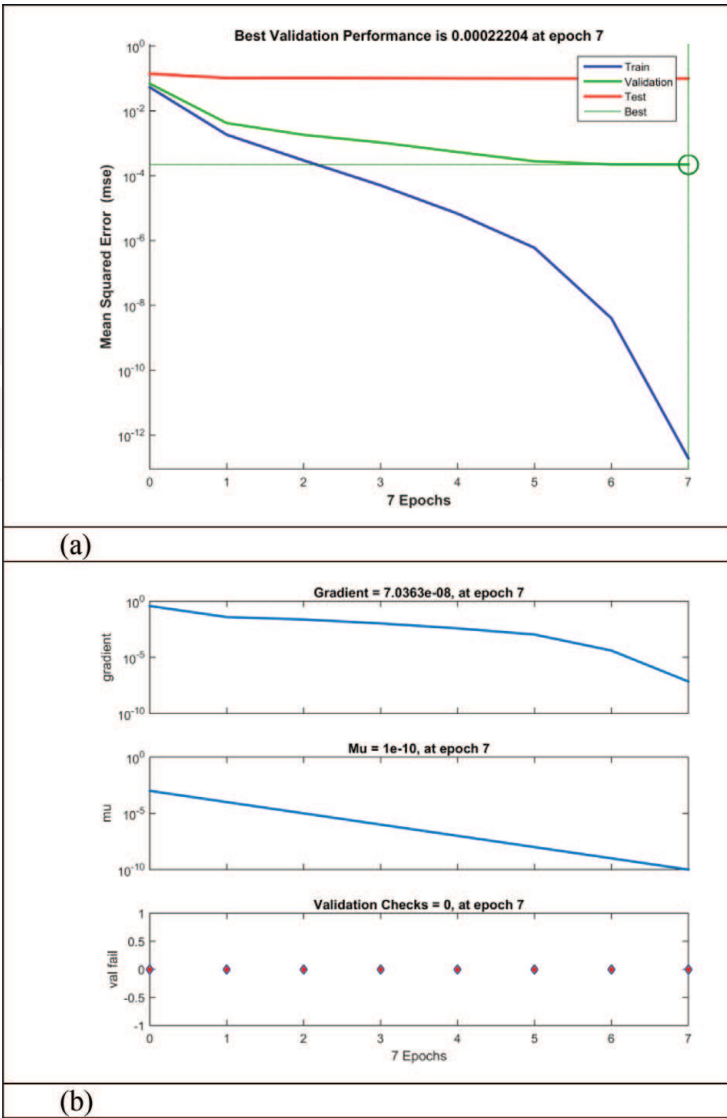 Best Validation Performance is 0.00022204 at epoch 7
Mean Squared Error (mse)
10^0
10^-2
10^-4
10^-6
10^-8
10^-10
10^-12
Train
Validation
Test
Best
0 1 2 3 4 5 6 7
7 Epochs
(a)
Gradient = 7.0363e-08, at epoch 7
gradient
10^0
10^-5
10^-10
Mu = 1e-10, at epoch 7
mu
10^0
10^-5
10^-10
Validation Checks = 0, at epoch 7
val fail
1
0.5
0
-0.5
-1
0 1 2 3 4 5 6 7
7 Epochs
(b)